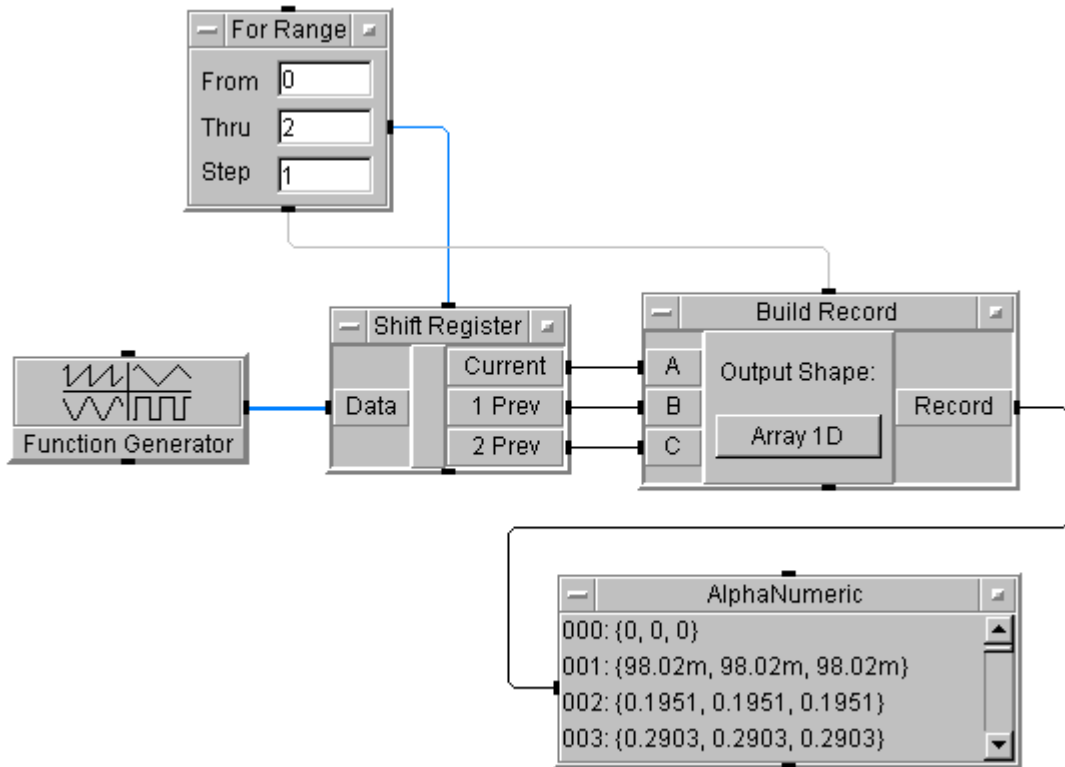 For Range
From 0
Thru 2
Step 1
Shift Register
Data
Current
1 Prev
2 Prev
Build Record
A
B
C
Output Shape:
Array 1D
Record
Function Generator
AlphaNumeric
000: {0, 0, 0}
001: {98.02m, 98.02m, 98.02m}
002: {0.1951, 0.1951, 0.1951}
003: {0.2903, 0.2903, 0.2903}